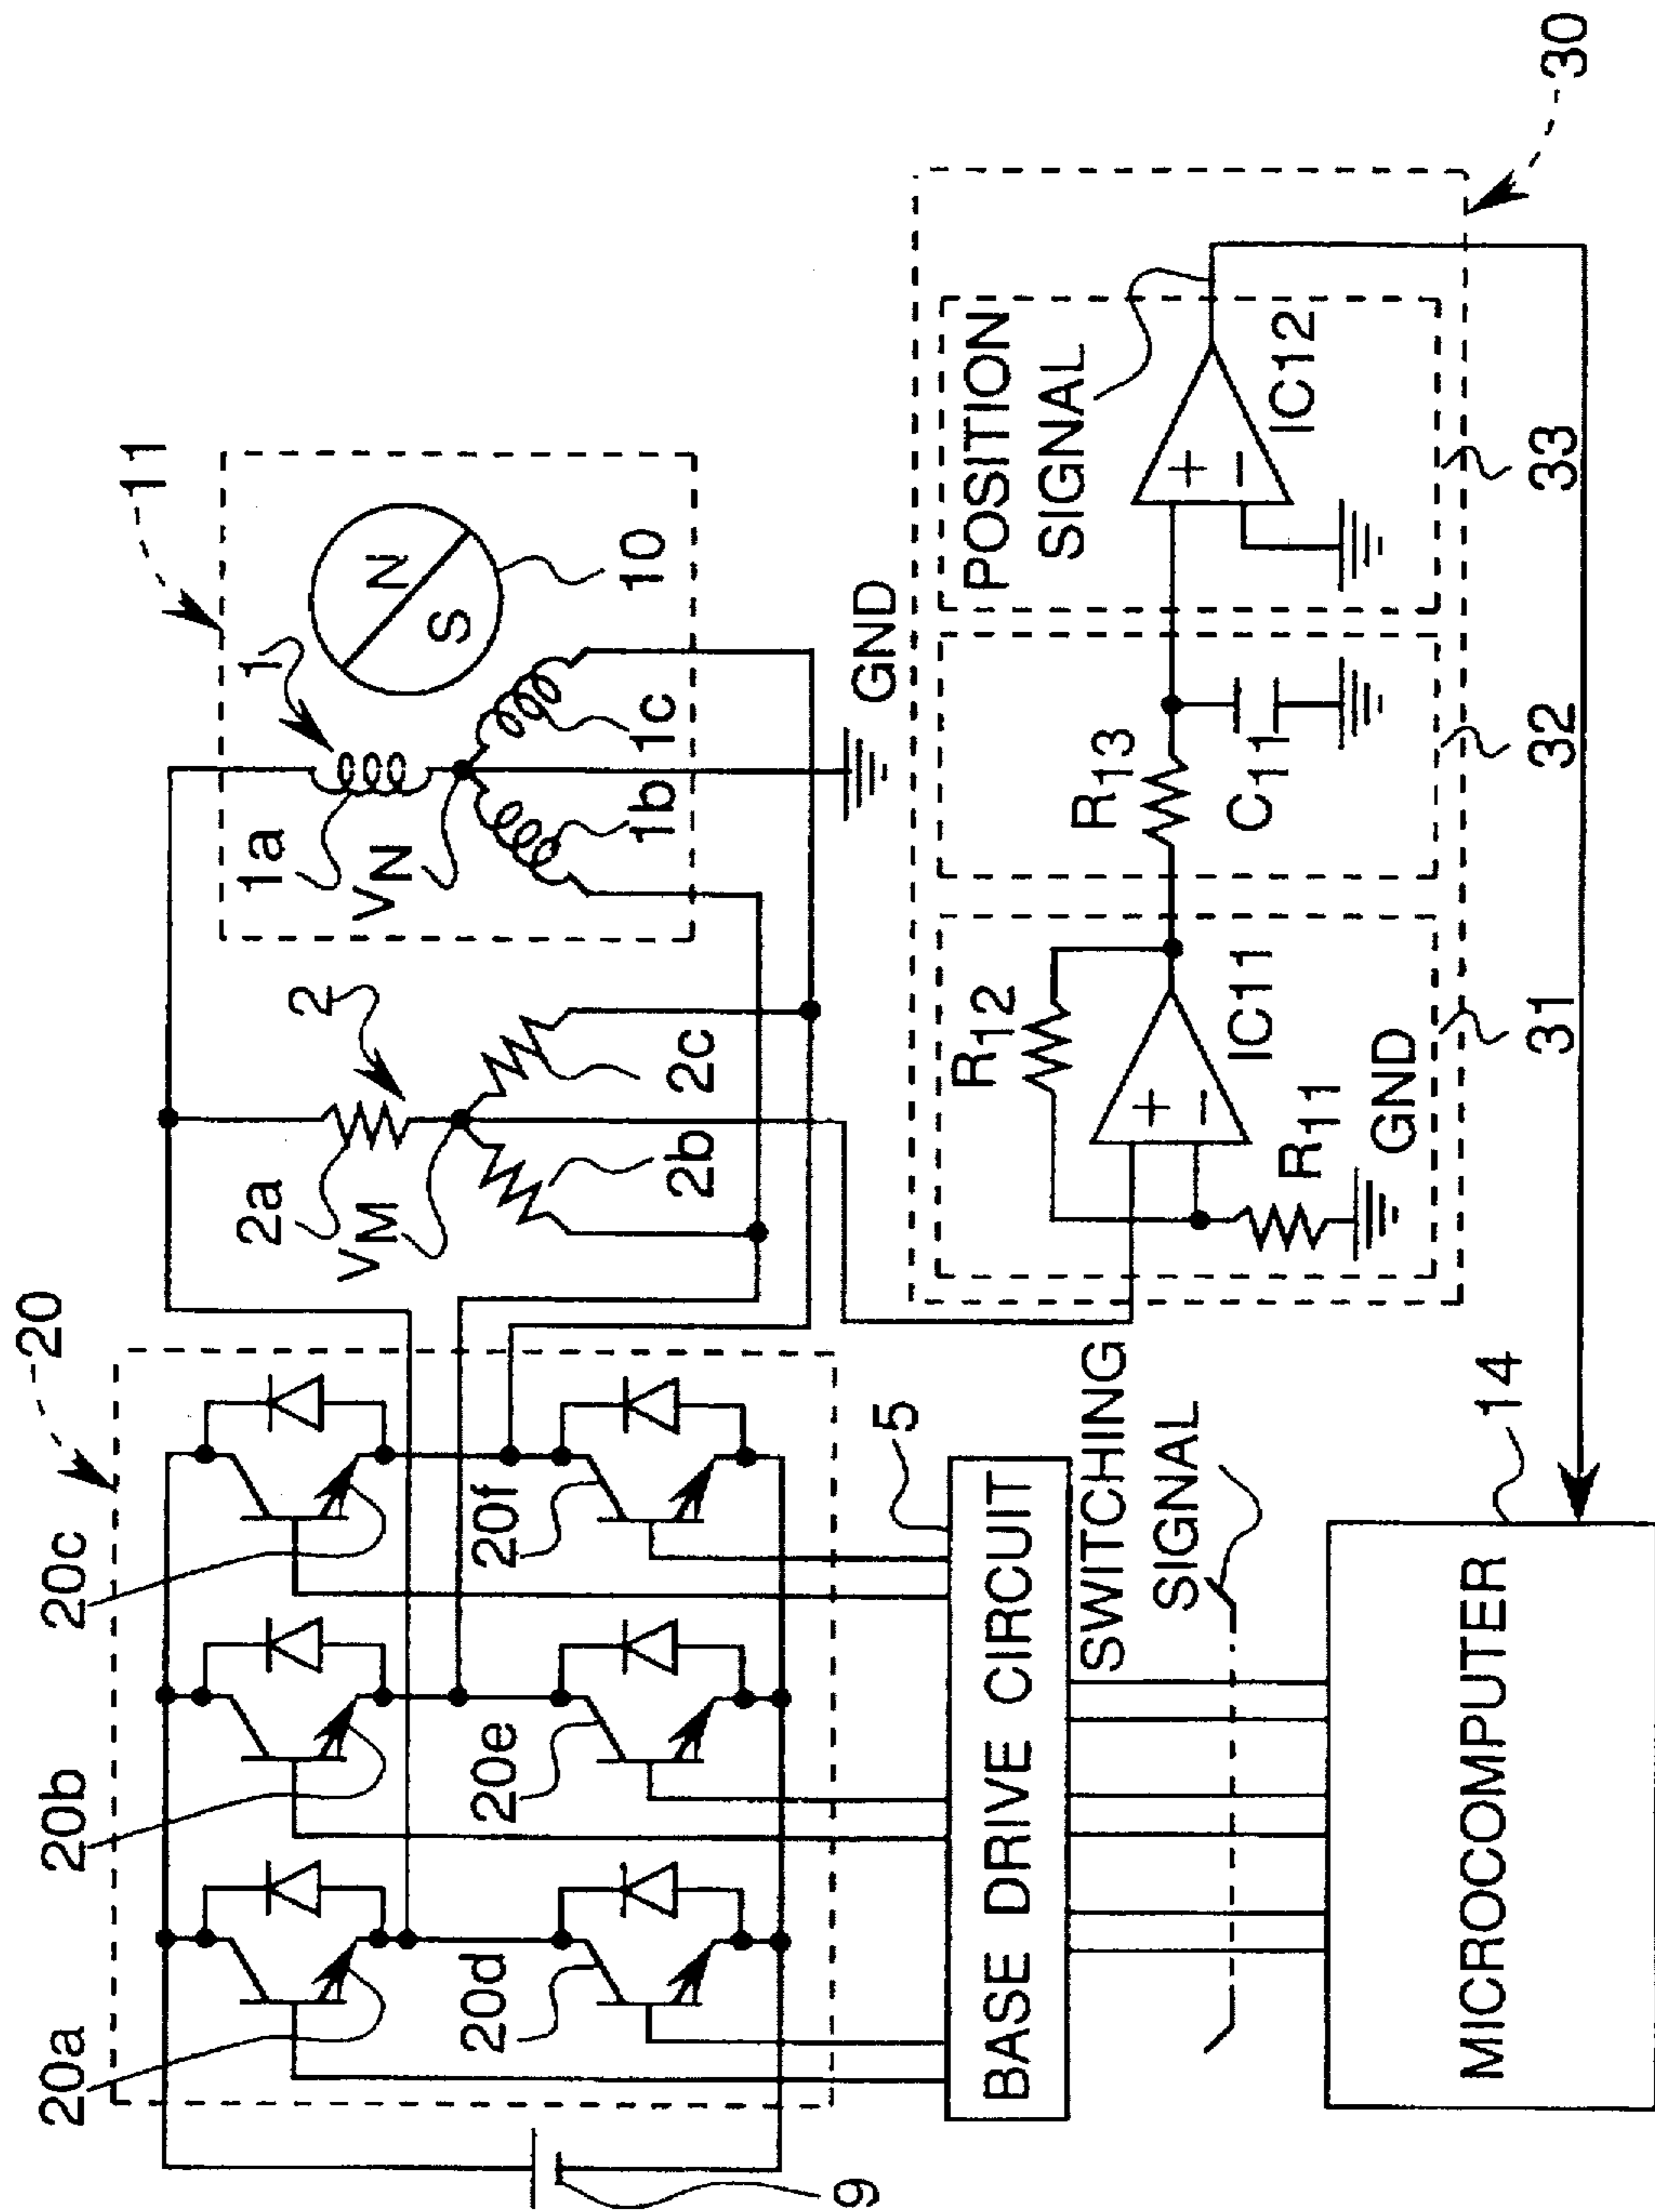 20
20a
20b
20c
20d
20e
20f
9
BASE DRIVE CIRCUIT
5
SWITCHING
SIGNAL
MICROCOMPUTER
14
2
2a
VM
2b
2c
11
1
1a
VN
1b
1c
N
S
10
GND
30
R12
IC11
R11
GND
31
R13
C11
32
POSITION
SIGNAL
IC12
33
+
−
+
−